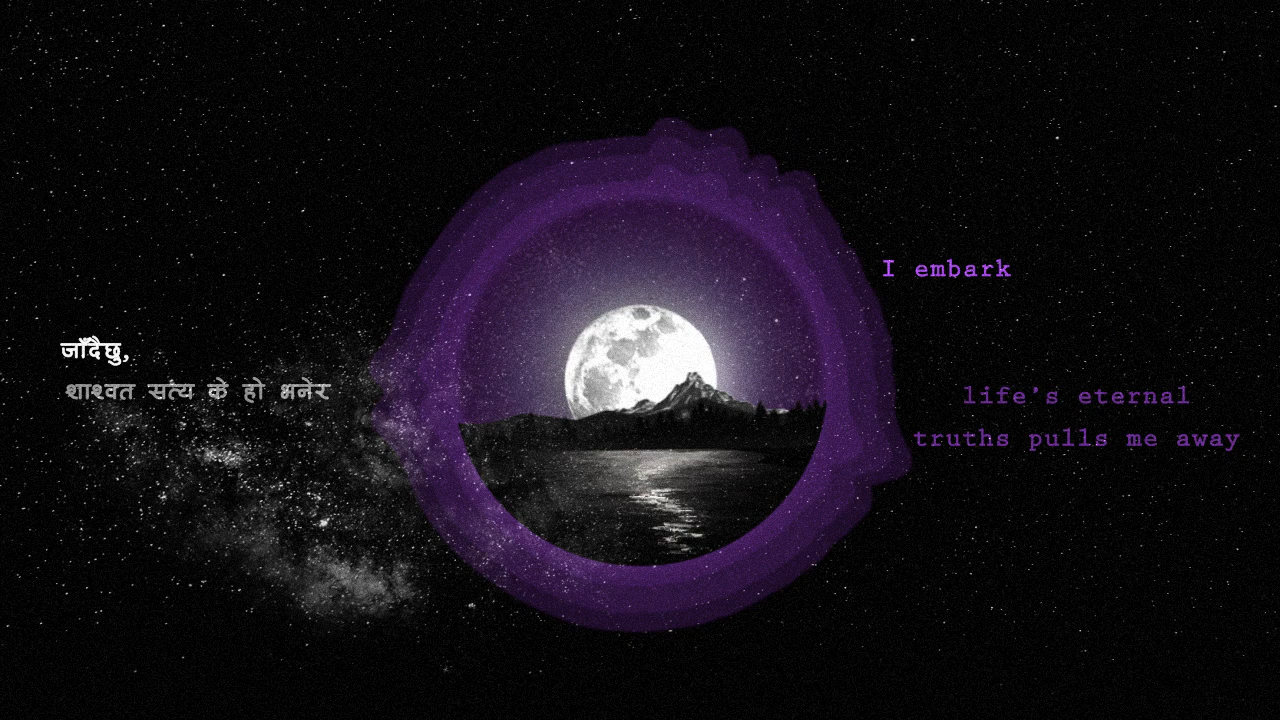 जाँदैछु,
शाश्वत सत्य के हो भनेर
I embark
life's eternal
truths pulls me away